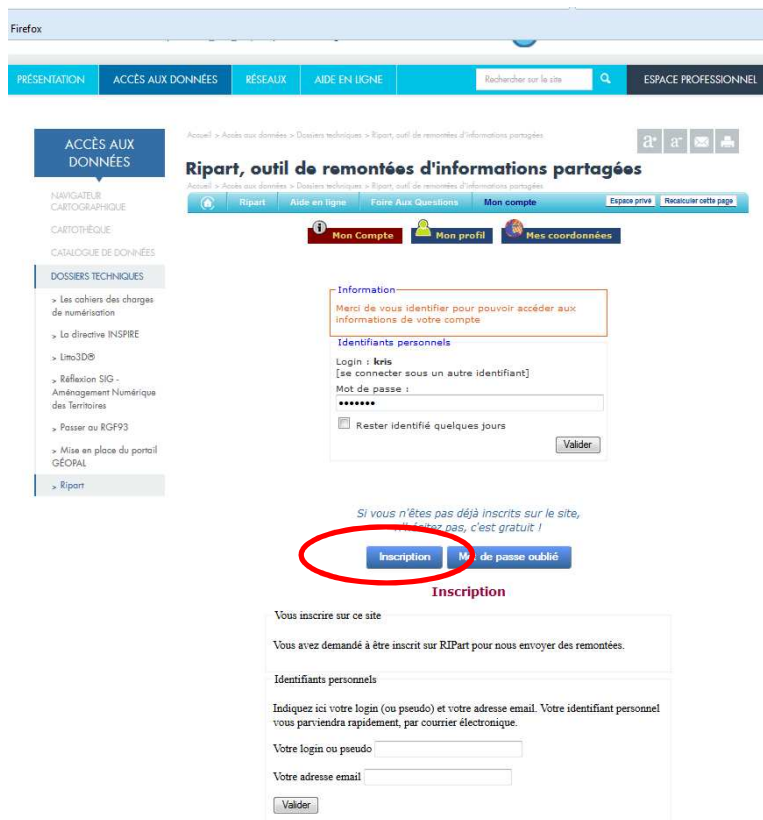 Firefox
PRÉSENTATION ACCÈS AUX DONNÉES RÉSEAUX AIDE EN LIGNE Rechercher sur le site ESPACE PROFESSIONNEL
Accueil > Accès aux données > Dossiers techniques > Ripart, outil de remontées d'informations partagées
a+ a-
ACCÈS AUX
DONNÉES
Ripart, outil de remontées d'informations partagées
Accueil > Accès aux données > Dossiers techniques > Ripart, outil de remontées d'informations partagées
Ripart Aide en ligne Foire Aux Questions Mon compte Espace privé Recalculer cette page
NAVIGATEUR
CARTOGRAPHIQUE
CARTOTHÈQUE
CATALOGUE DE DONNÉES
DOSSIERS TECHNIQUES
> Les cahiers des charges
de numérisation
> La directive INSPIRE
> Litto3D®
> Réflexion SIG -
Aménagement Numérique
des Territoires
> Passer au RGF93
> Mise en place du portail
GÉOPAL
> Ripart
Mon Compte Mon profil Mes coordonnées
Information
Merci de vous identifier pour pouvoir accéder aux
informations de votre compte
Identifiants personnels
Login : kris
[se connecter sous un autre identifiant]
Mot de passe :
•••••••
Rester identifié quelques jours
Valider
Si vous n'êtes pas déjà inscrits sur le site,
n'hésitez pas, c'est gratuit !
Inscription Mot de passe oublié
Inscription
Vous inscrire sur ce site
Vous avez demandé à être inscrit sur RIPart pour nous envoyer des remontées.
Identifiants personnels
Indiquez ici votre login (ou pseudo) et votre adresse email. Votre identifiant personnel
vous parviendra rapidement, par courrier électronique.
Votre login ou pseudo
Votre adresse email
Valider